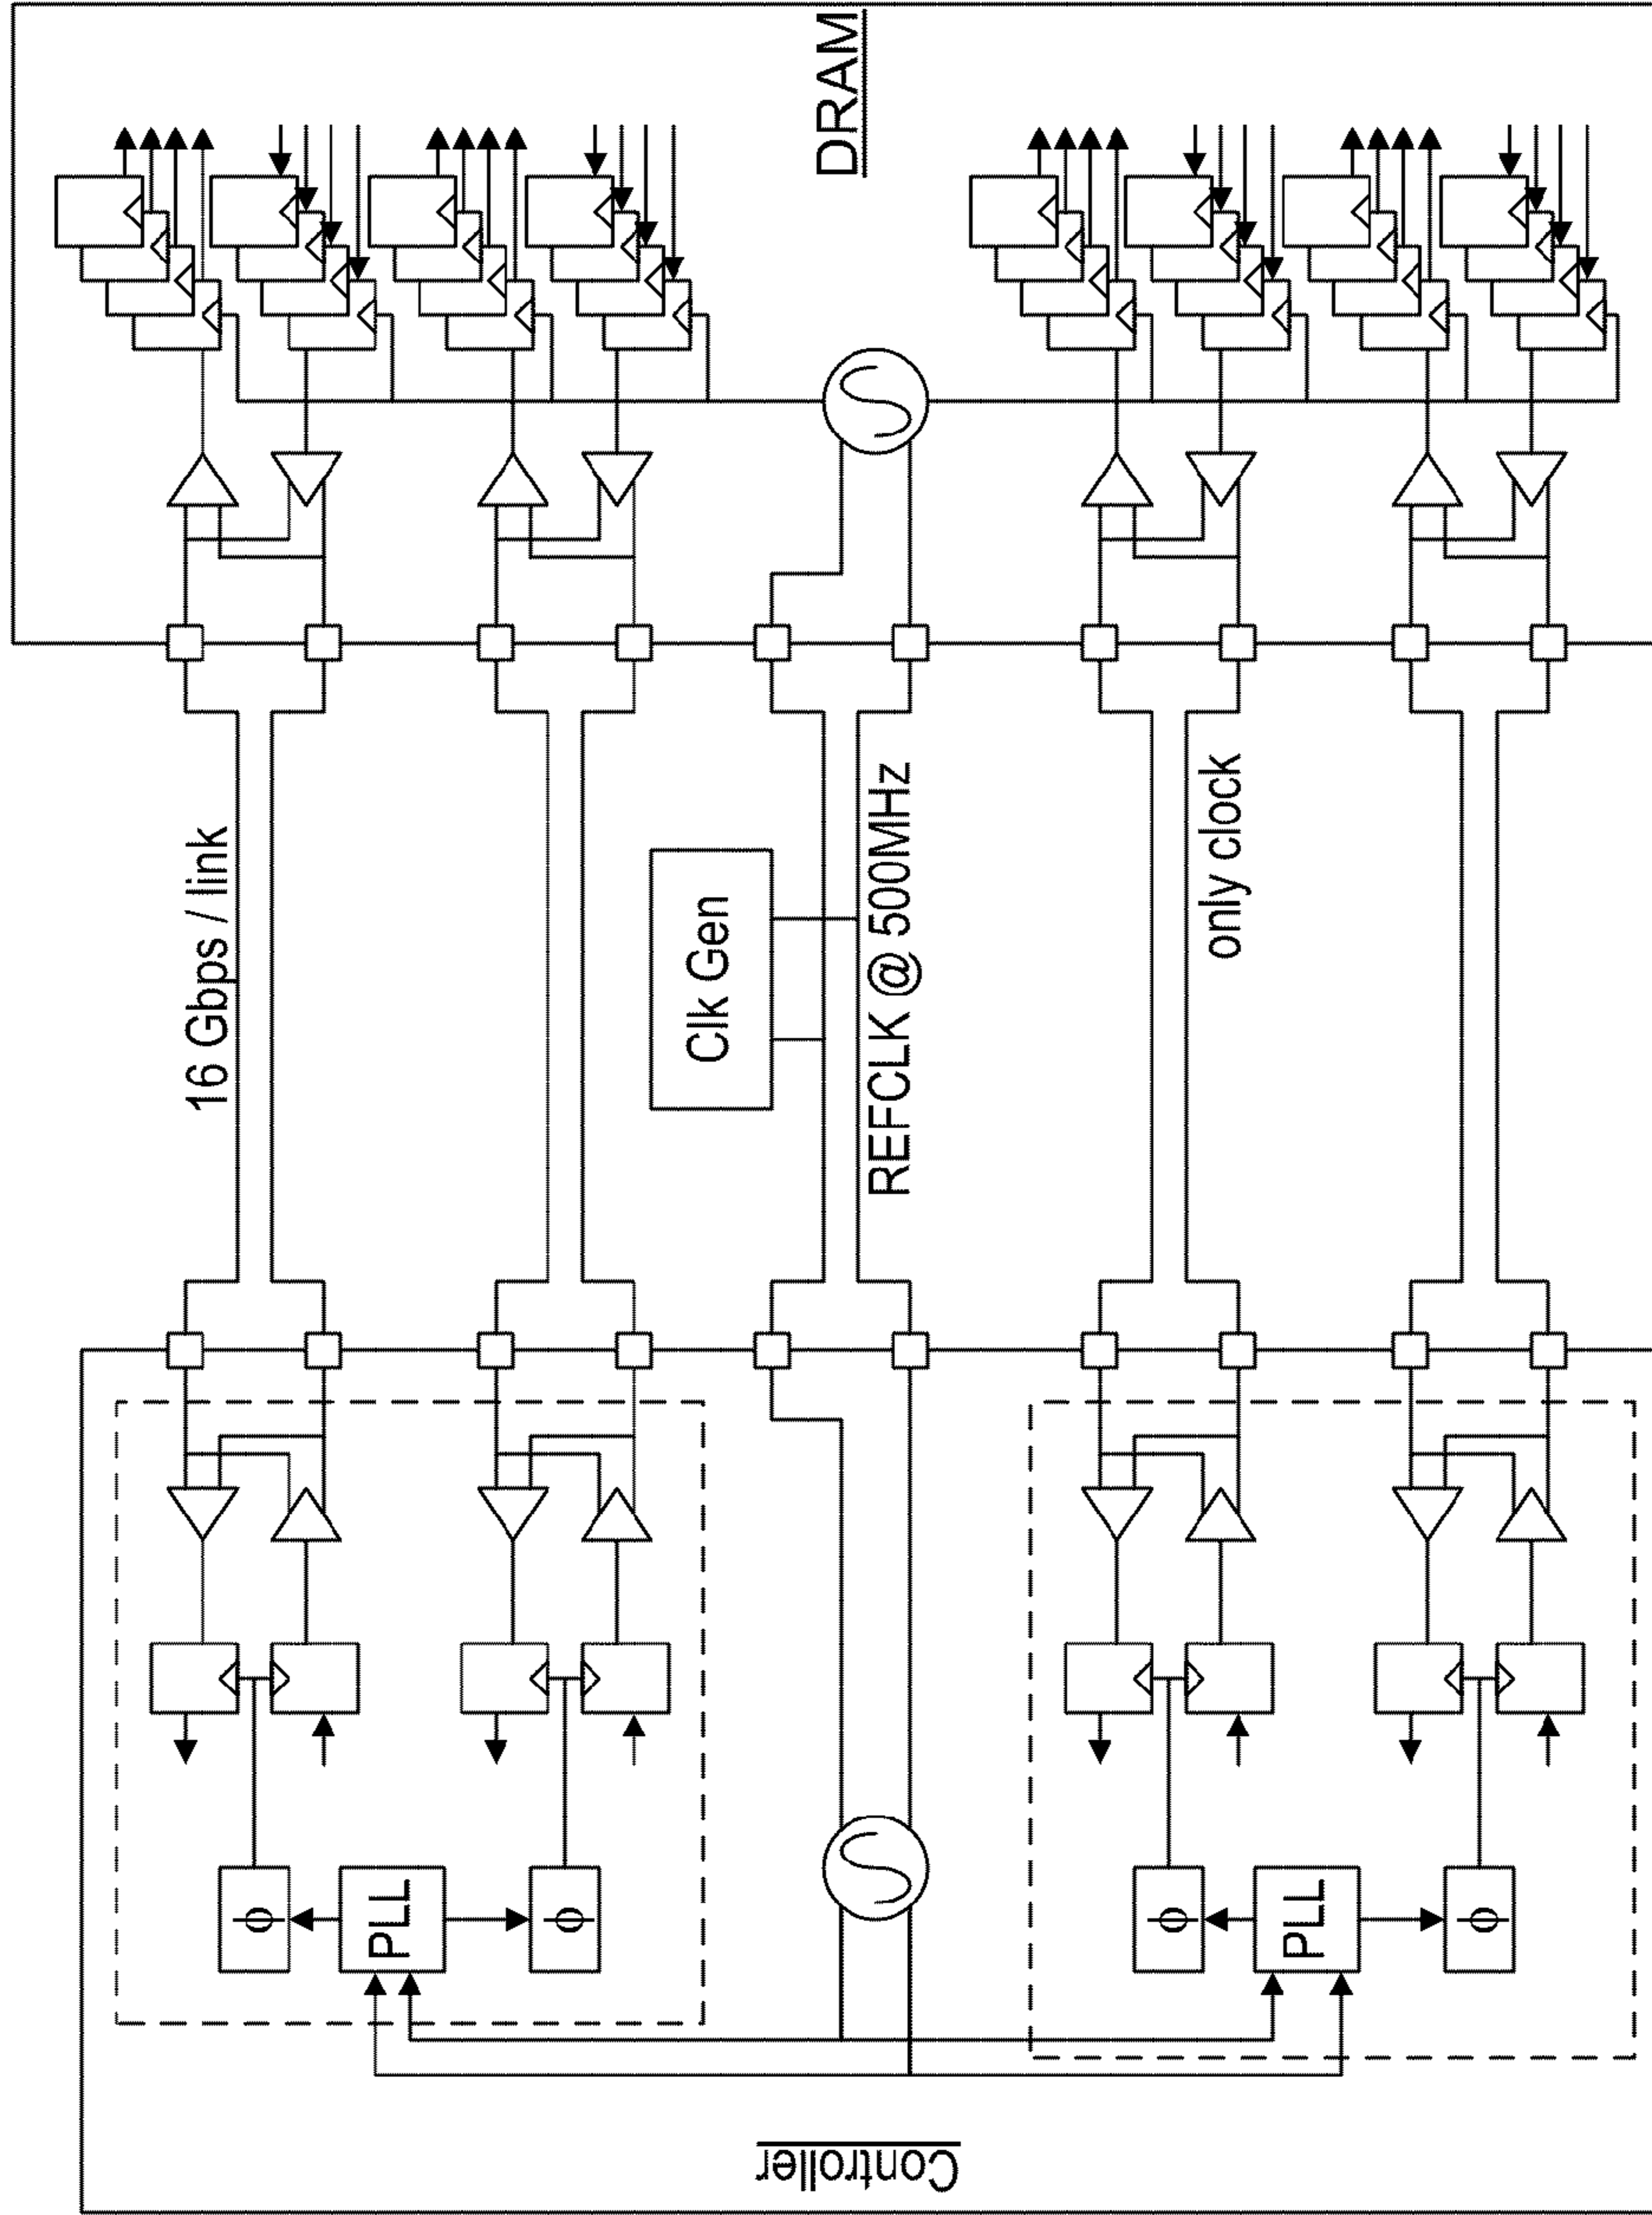 Controller
PLL
ϕ
ϕ
PLL
ϕ
ϕ
16 Gbps / link
Clk Gen
REFCLK @ 500MHz
only clock
DRAM